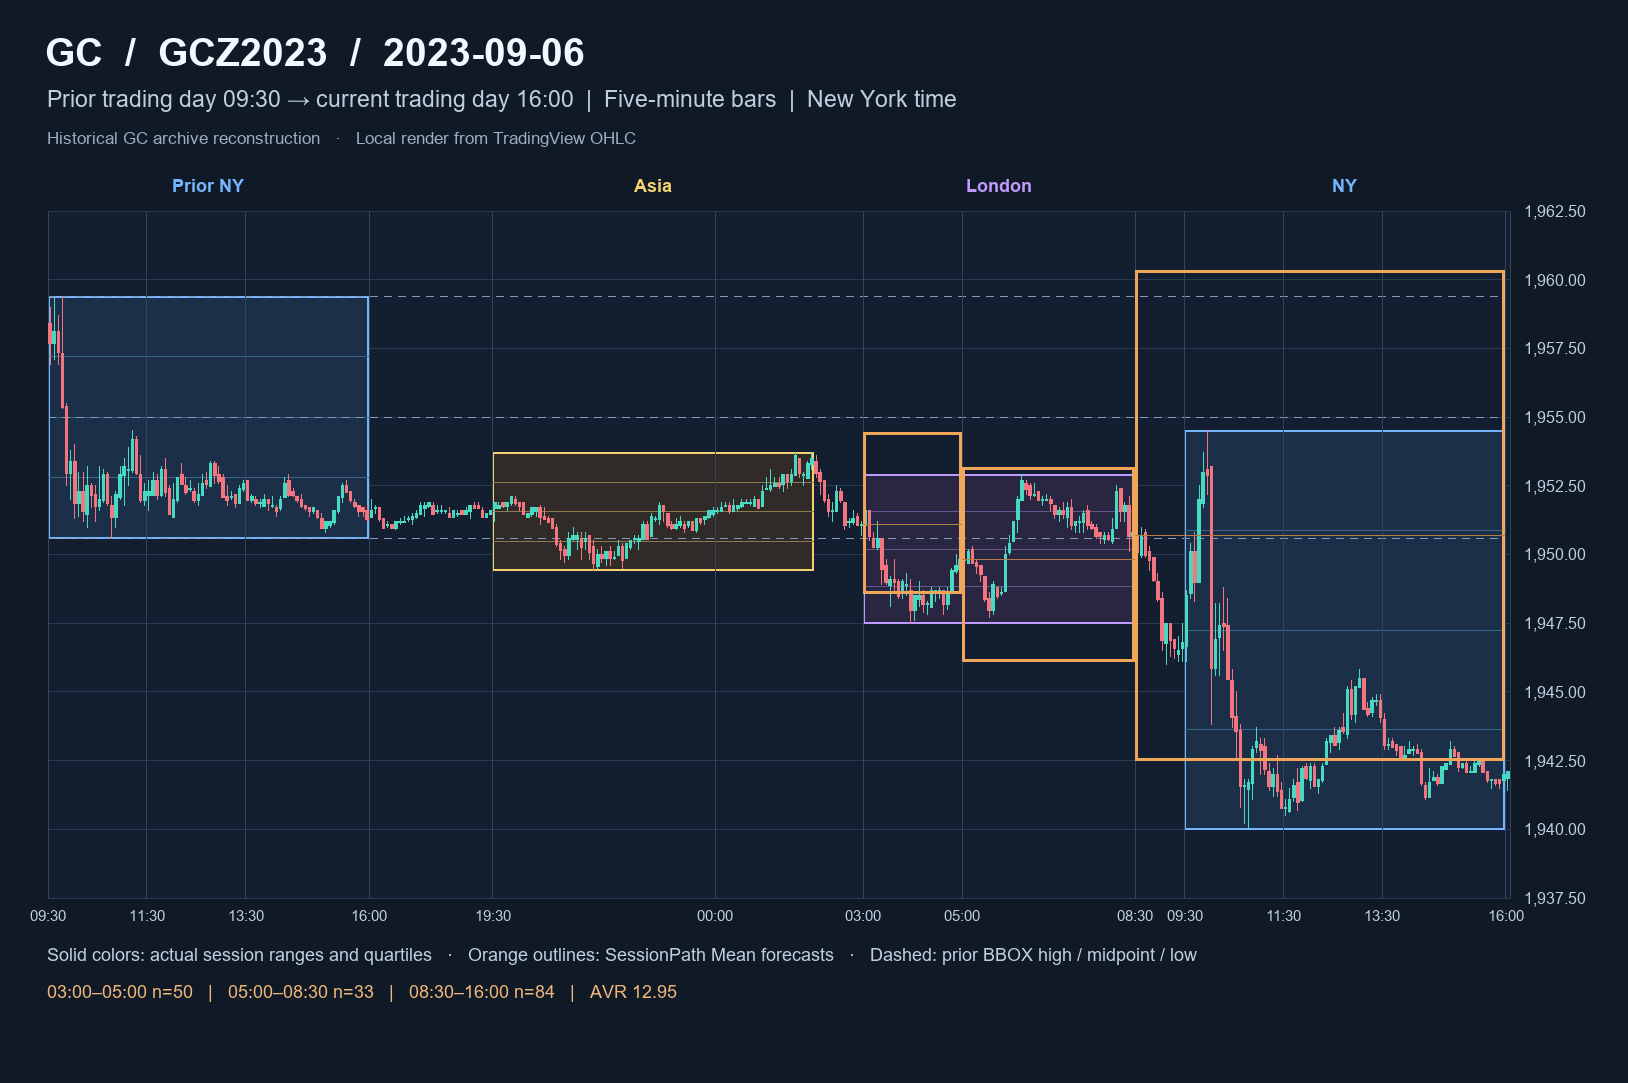 GC / GCZ2023 / 2023-09-06
Prior trading day 09:30 → current trading day 16:00 | Five-minute bars | New York time
Historical GC archive reconstruction · Local render from TradingView OHLC
Prior NY Asia London NY
1,962.50
1,960.00
1,957.50
1,955.00
1,952.50
1,950.00
1,947.50
1,945.00
1,942.50
1,940.00
1,937.50
09:30 11:30 13:30 16:00 19:30 00:00 03:00 05:00 08:30 09:30 11:30 13:30 16:00
Solid colors: actual session ranges and quartiles · Orange outlines: SessionPath Mean forecasts · Dashed: prior BBOX high / midpoint / low
03:00–05:00 n=50 | 05:00–08:30 n=33 | 08:30–16:00 n=84 | AVR 12.95